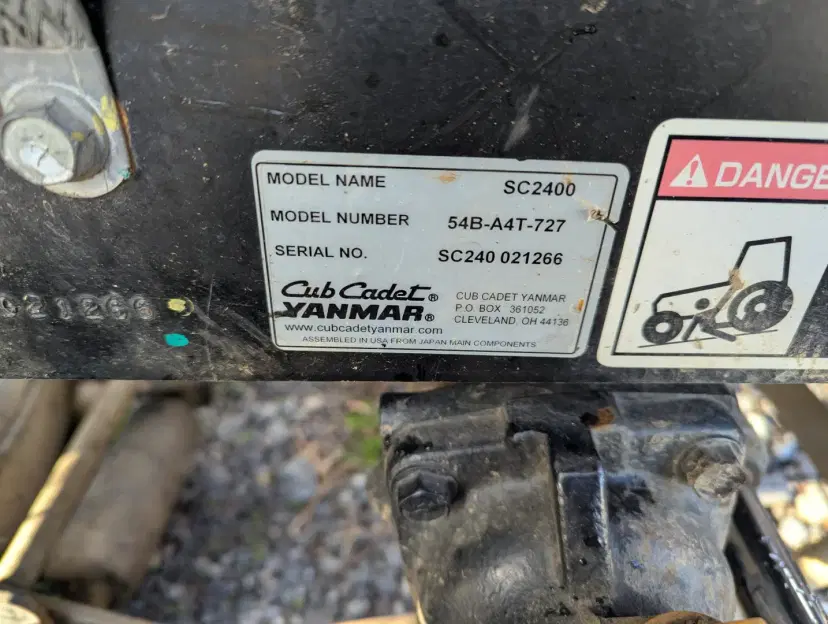 MODEL NAME SC2400
MODEL NUMBER 54B-A4T-727
SERIAL NO. SC240 021266
Cub Cadet®
YANMAR®
CUB CADET YANMAR
P.O. BOX 361052
CLEVELAND, OH 44136
www.cubcadetyanmar.com
ASSEMBLED IN USA FROM JAPAN MAIN COMPONENTS
DANGE
021266